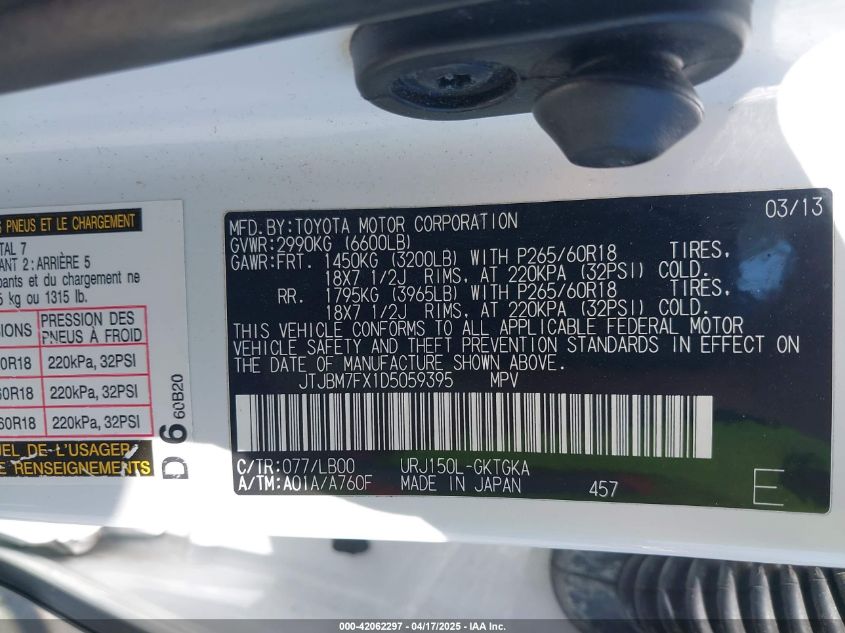 S PNEUS ET LE CHARGEMENT
TAL 7
ANT 2 : ARRIÈRE 5
pants et du chargement ne
5 kg ou 1315 lb.
SIONS PRESSION DES PNEUS À FROID
0R18 220kPa, 32PSI
60R18 220kPa, 32PSI
60R18 220kPa, 32PSI
UEL DE-L'USAGER
E RENSEIGNEMENTS
D 6 60B20
03/13
MFD.BY:TOYOTA MOTOR CORPORATION
GVWR:2990KG (6600LB)
GAWR:FRT. 1450KG (3200LB) WITH P265/60R18 TIRES,
18X7 1/2J RIMS, AT 220KPA (32PSI) COLD.
RR. 1795KG (3965LB) WITH P265/60R18 TIRES,
18X7 1/2J RIMS, AT 220KPA (32PSI) COLD.
THIS VEHICLE CONFORMS TO ALL APPLICABLE FEDERAL MOTOR
VEHICLE SAFETY AND THEFT PREVENTION STANDARDS IN EFFECT ON
THE DATE OF MANUFACTURE SHOWN ABOVE.
JTJBM7FX1D5059395 MPV
C/TR:077/LB00 URJ150L-GKTGKA
A/TM:A01A/A760F MADE IN JAPAN 457 E
000-42062297 - 04/17/2025 - IAA Inc.